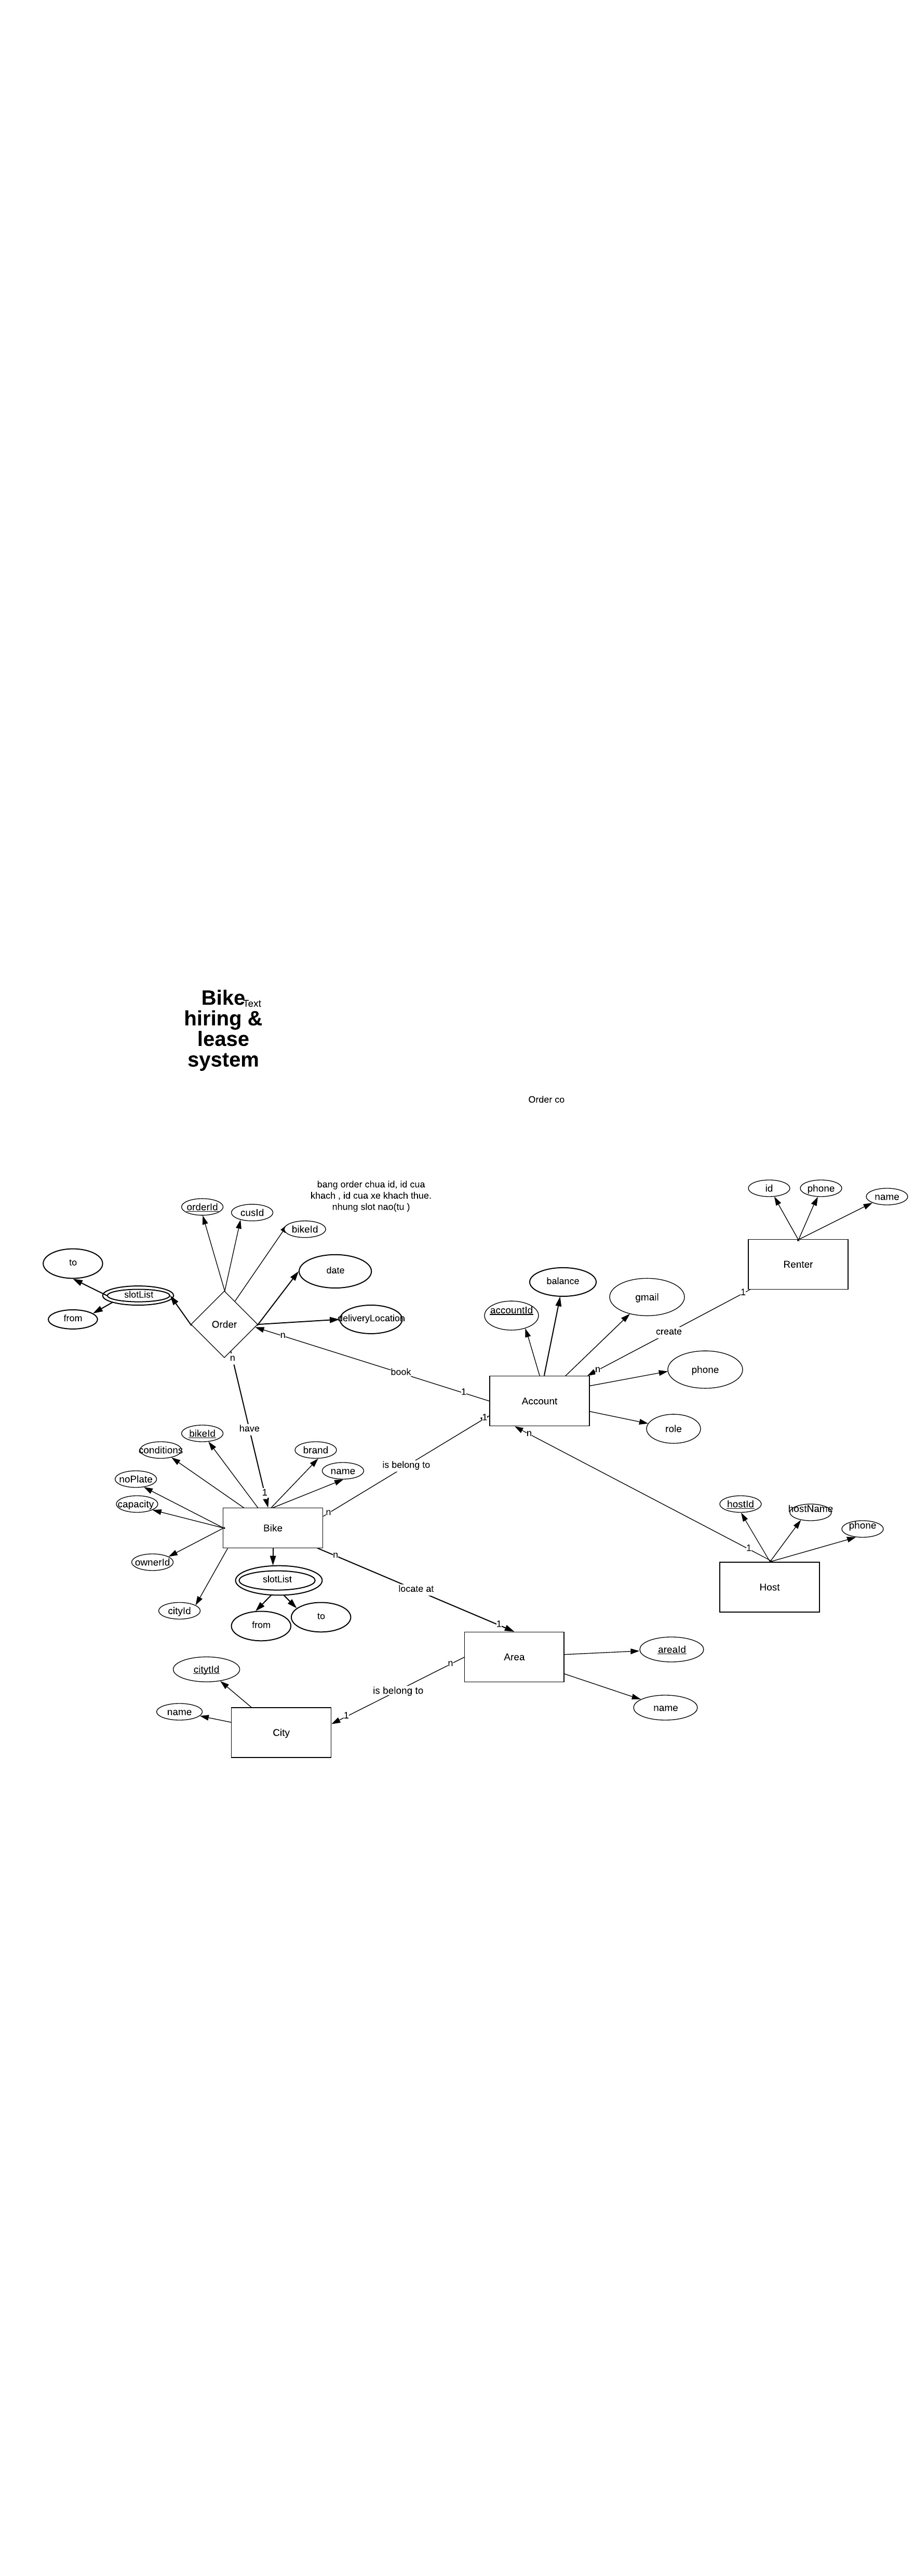 Bike
Text
hiring &
lease
system
Order co
bang order chua id, id cua
khach , id cua xe khach thue.
nhung slot nao(tu )
id
phone
name
Renter
orderId
cusId
bikeId
to
slotList
from
date
deliveryLocation
Order
n
n
book
1
balance
accountId
gmail
1
create
n
phone
Account
role
1
n
is belong to
n
have
1
bikeId
conditions
noPlate
capacity
brand
name
Bike
ownerId
cityId
slotList
from
to
n
locate at
1
hostId
hostName
phone
1
Host
Area
areaId
name
n
is belong to
1
citytId
name
City